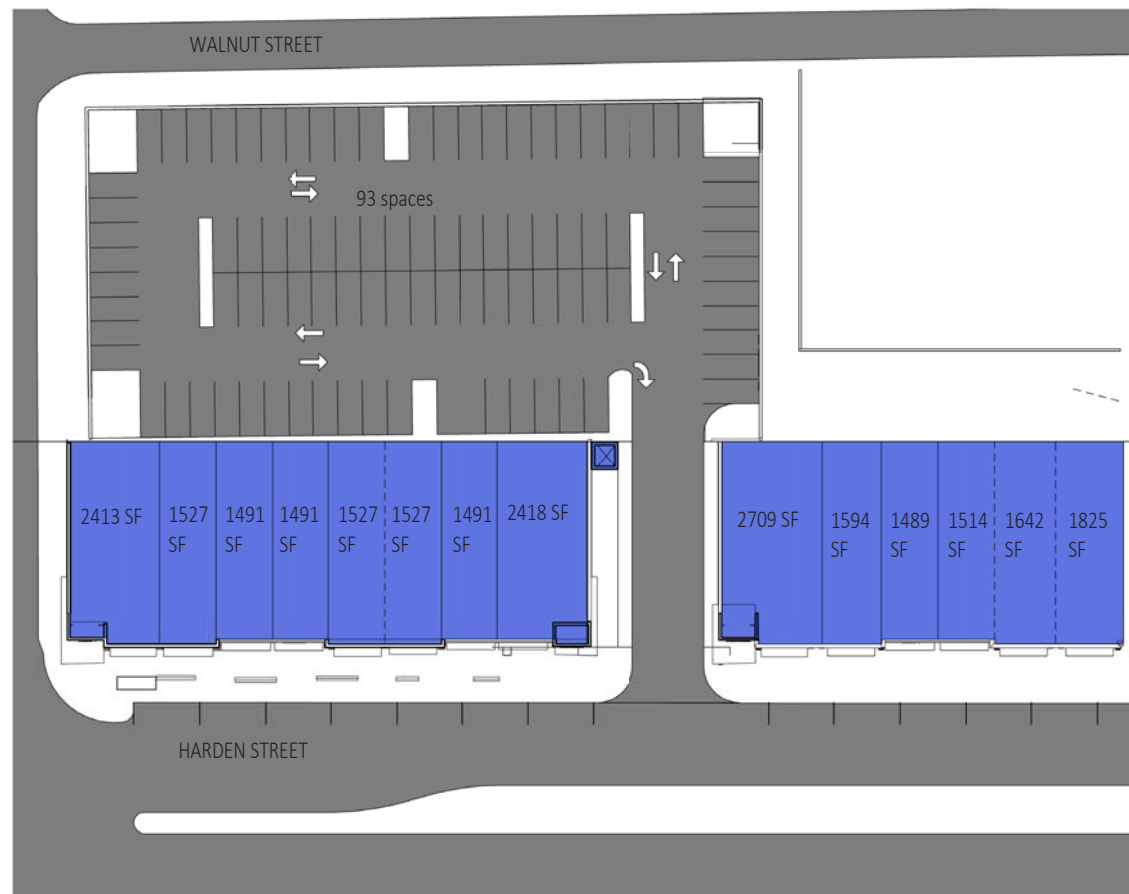 WALNUT STREET
93 spaces
2413 SF
1527
SF
1491
SF
1491
SF
1527
SF
1527
SF
1491
SF
2418 SF
2709 SF
1594
SF
1489
SF
1514
SF
1642
SF
1825
SF
HARDEN STREET